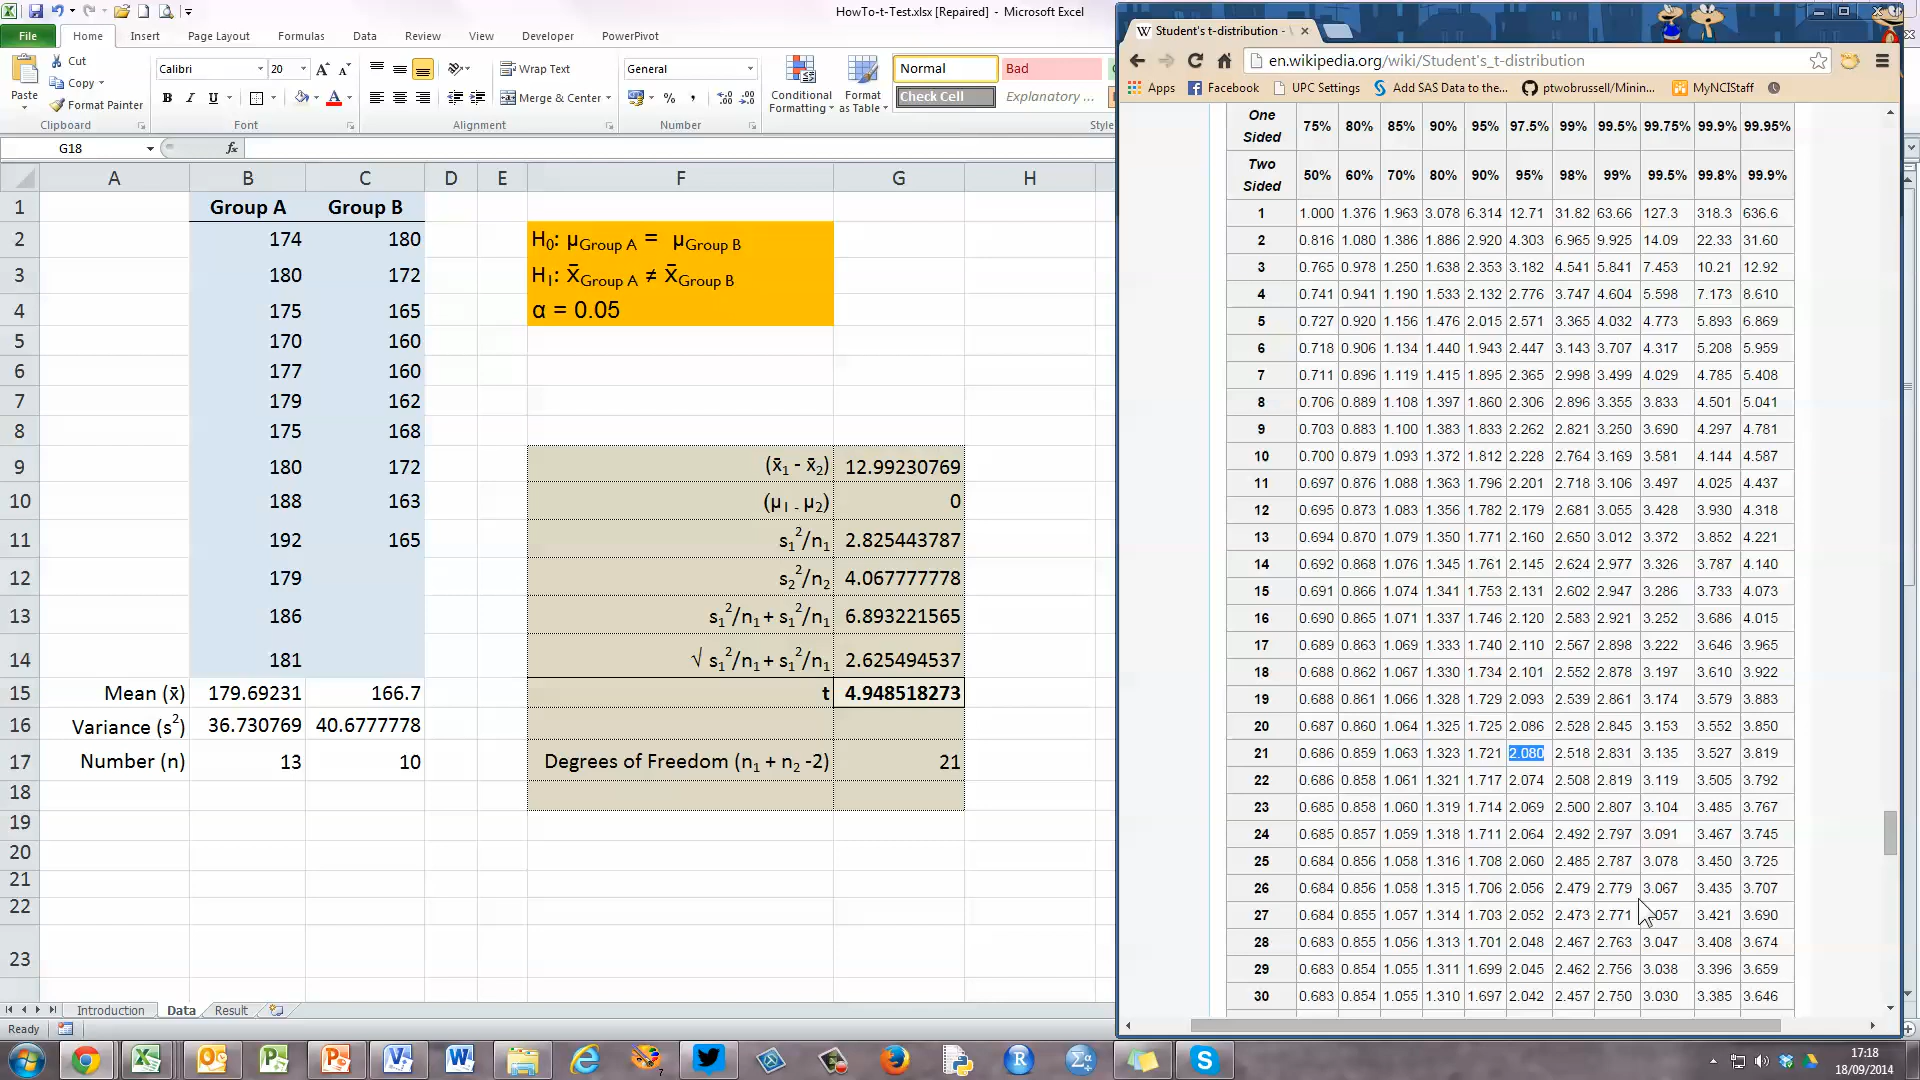 HowTo-t-Test.xlsx [Repaired] - Microsoft Excel
File Home Insert Page Layout Formulas Data Review View Developer PowerPivot
Paste
Cut
Copy
Format Painter
Clipboard
Calibri 20
B I U
Font
Wrap Text
Merge & Center
Alignment
General
Number
Conditional Formatting
Format as Table
Normal Bad
Check Cell Explanatory ...
Style
G18 fx
A B C D E F G H
1 Group A Group B
2 174 180 H0: μGroup A = μGroup B
3 180 172 H1: x̄Group A ≠ x̄Group B
4 175 165 α = 0.05
5 170 160
6 177 160
7 179 162
8 175 168
9 180 172 (x̄1 - x̄2) 12.99230769
10 188 163 (μ1 - μ2) 0
11 192 165 s1²/n1 2.825443787
12 179 s2²/n2 4.067777778
13 186 s1²/n1 + s1²/n1 6.893221565
14 181 √ s1²/n1 + s1²/n1 2.625494537
15 Mean (x̄) 179.69231 166.7 t 4.948518273
16 Variance (s²) 36.730769 40.6777778
17 Number (n) 13 10 Degrees of Freedom (n1 + n2 -2) 21
18
19
20
21
22
23
Introduction Data Result
Ready
Student's t-distribution -
en.wikipedia.org/wiki/Student's_t-distribution
Apps Facebook UPC Settings Add SAS Data to the... ptwobrussell/Minin... MyNCIStaff
One Sided 75% 80% 85% 90% 95% 97.5% 99% 99.5% 99.75% 99.9% 99.95%
Two Sided 50% 60% 70% 80% 90% 95% 98% 99% 99.5% 99.8% 99.9%
1 1.000 1.376 1.963 3.078 6.314 12.71 31.82 63.66 127.3 318.3 636.6
2 0.816 1.080 1.386 1.886 2.920 4.303 6.965 9.925 14.09 22.33 31.60
3 0.765 0.978 1.250 1.638 2.353 3.182 4.541 5.841 7.453 10.21 12.92
4 0.741 0.941 1.190 1.533 2.132 2.776 3.747 4.604 5.598 7.173 8.610
5 0.727 0.920 1.156 1.476 2.015 2.571 3.365 4.032 4.773 5.893 6.869
6 0.718 0.906 1.134 1.440 1.943 2.447 3.143 3.707 4.317 5.208 5.959
7 0.711 0.896 1.119 1.415 1.895 2.365 2.998 3.499 4.029 4.785 5.408
8 0.706 0.889 1.108 1.397 1.860 2.306 2.896 3.355 3.833 4.501 5.041
9 0.703 0.883 1.100 1.383 1.833 2.262 2.821 3.250 3.690 4.297 4.781
10 0.700 0.879 1.093 1.372 1.812 2.228 2.764 3.169 3.581 4.144 4.587
11 0.697 0.876 1.088 1.363 1.796 2.201 2.718 3.106 3.497 4.025 4.437
12 0.695 0.873 1.083 1.356 1.782 2.179 2.681 3.055 3.428 3.930 4.318
13 0.694 0.870 1.079 1.350 1.771 2.160 2.650 3.012 3.372 3.852 4.221
14 0.692 0.868 1.076 1.345 1.761 2.145 2.624 2.977 3.326 3.787 4.140
15 0.691 0.866 1.074 1.341 1.753 2.131 2.602 2.947 3.286 3.733 4.073
16 0.690 0.865 1.071 1.337 1.746 2.120 2.583 2.921 3.252 3.686 4.015
17 0.689 0.863 1.069 1.333 1.740 2.110 2.567 2.898 3.222 3.646 3.965
18 0.688 0.862 1.067 1.330 1.734 2.101 2.552 2.878 3.197 3.610 3.922
19 0.688 0.861 1.066 1.328 1.729 2.093 2.539 2.861 3.174 3.579 3.883
20 0.687 0.860 1.064 1.325 1.725 2.086 2.528 2.845 3.153 3.552 3.850
21 0.686 0.859 1.063 1.323 1.721 2.080 2.518 2.831 3.135 3.527 3.819
22 0.686 0.858 1.061 1.321 1.717 2.074 2.508 2.819 3.119 3.505 3.792
23 0.685 0.858 1.060 1.319 1.714 2.069 2.500 2.807 3.104 3.485 3.767
24 0.685 0.857 1.059 1.318 1.711 2.064 2.492 2.797 3.091 3.467 3.745
25 0.684 0.856 1.058 1.316 1.708 2.060 2.485 2.787 3.078 3.450 3.725
26 0.684 0.856 1.058 1.315 1.706 2.056 2.479 2.779 3.067 3.435 3.707
27 0.684 0.855 1.057 1.314 1.703 2.052 2.473 2.771 .057 3.421 3.690
28 0.683 0.855 1.056 1.313 1.701 2.048 2.467 2.763 3.047 3.408 3.674
29 0.683 0.854 1.055 1.311 1.699 2.045 2.462 2.756 3.038 3.396 3.659
30 0.683 0.854 1.055 1.310 1.697 2.042 2.457 2.750 3.030 3.385 3.646
17:18
18/09/2014